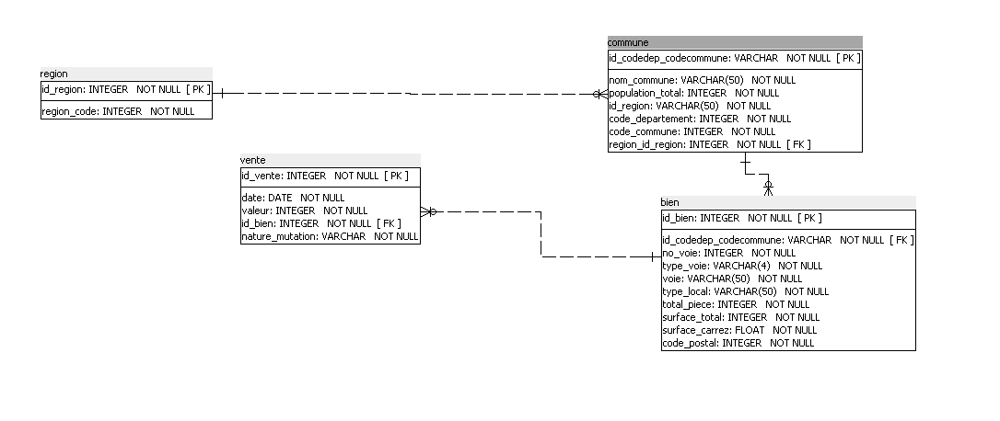 region
id_region: INTEGER NOT NULL [ PK ]
region_code: INTEGER NOT NULL
commune
id_codedep_codecommune: VARCHAR NOT NULL [ PK ]
nom_commune: VARCHAR(50) NOT NULL
population_total: INTEGER NOT NULL
id_region: VARCHAR(50) NOT NULL
code_departement: INTEGER NOT NULL
code_commune: INTEGER NOT NULL
region_id_region: INTEGER NOT NULL [ FK ]
vente
id_vente: INTEGER NOT NULL [ PK ]
date: DATE NOT NULL
valeur: INTEGER NOT NULL
id_bien: INTEGER NOT NULL [ FK ]
nature_mutation: VARCHAR NOT NULL
bien
id_bien: INTEGER NOT NULL [ PK ]
id_codedep_codecommune: VARCHAR NOT NULL [ FK ]
no_voie: INTEGER NOT NULL
type_voie: VARCHAR(4) NOT NULL
voie: VARCHAR(50) NOT NULL
type_local: VARCHAR(50) NOT NULL
total_piece: INTEGER NOT NULL
surface_total: INTEGER NOT NULL
surface_carrez: FLOAT NOT NULL
code_postal: INTEGER NOT NULL